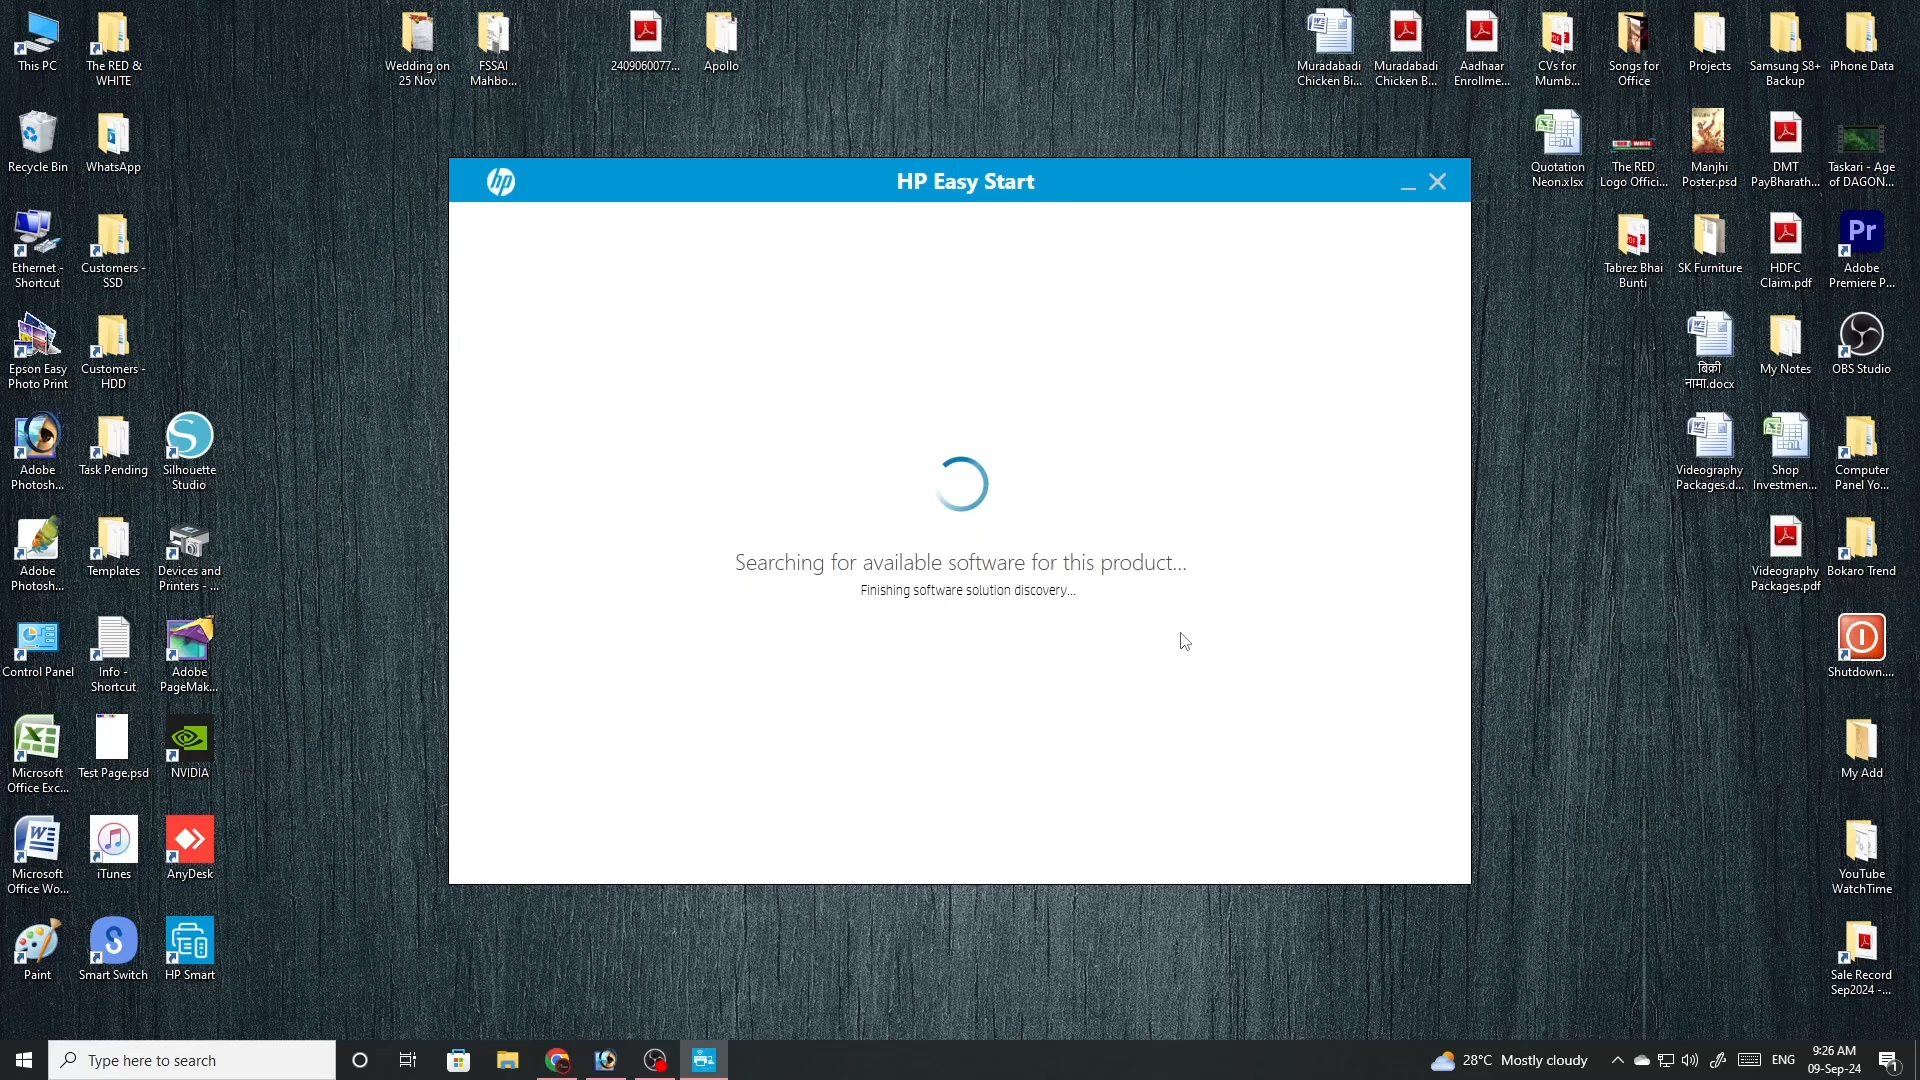 This PC
The RED &
WHITE
Wedding on
25 Nov
FSSAI
Mahbo...
2409060077...
Apollo
Muradabadi
Chicken Bi...
Muradabadi
Chicken B...
Aadhaar
Enrollme...
CVs for
Mumb...
Songs for
Office
Projects
Samsung S8+
Backup
iPhone Data
Recycle Bin
WhatsApp
Quotation
Neon.xlsx
The RED
Logo Offici...
Manjhi
Poster.psd
DMT
PayBharath...
Taskari - Age
of DAGON...
hp
HP Easy Start
Ethernet -
Shortcut
Customers -
SSD
Tabrez Bhai
Bunti
SK Furniture
HDFC
Claim.pdf
Pr
Adobe
Premiere P...
Epson Easy
Photo Print
Customers -
HDD
बिक्री
नामा.docx
My Notes
OBS Studio
Adobe
Photosh...
Task Pending
Silhouette
Studio
Videography
Packages.d...
Shop
Investmen...
Computer
Panel Yo...
Adobe
Photosh...
Templates
Devices and
Printers - ...
Searching for available software for this product...
Finishing software solution discovery...
Videography
Packages.pdf
Bokaro Trend
Control Panel
Info -
Shortcut
Adobe
PageMak...
Shutdown....
Microsoft
Office Exc...
Test Page.psd
NVIDIA
My Add
Microsoft
Office Wo...
iTunes
AnyDesk
YouTube
WatchTime
Paint
Smart Switch
HP Smart
Sale Record
Sep2024 -...
Type here to search
28°C Mostly cloudy
ENG
9:26 AM
09-Sep-24
1